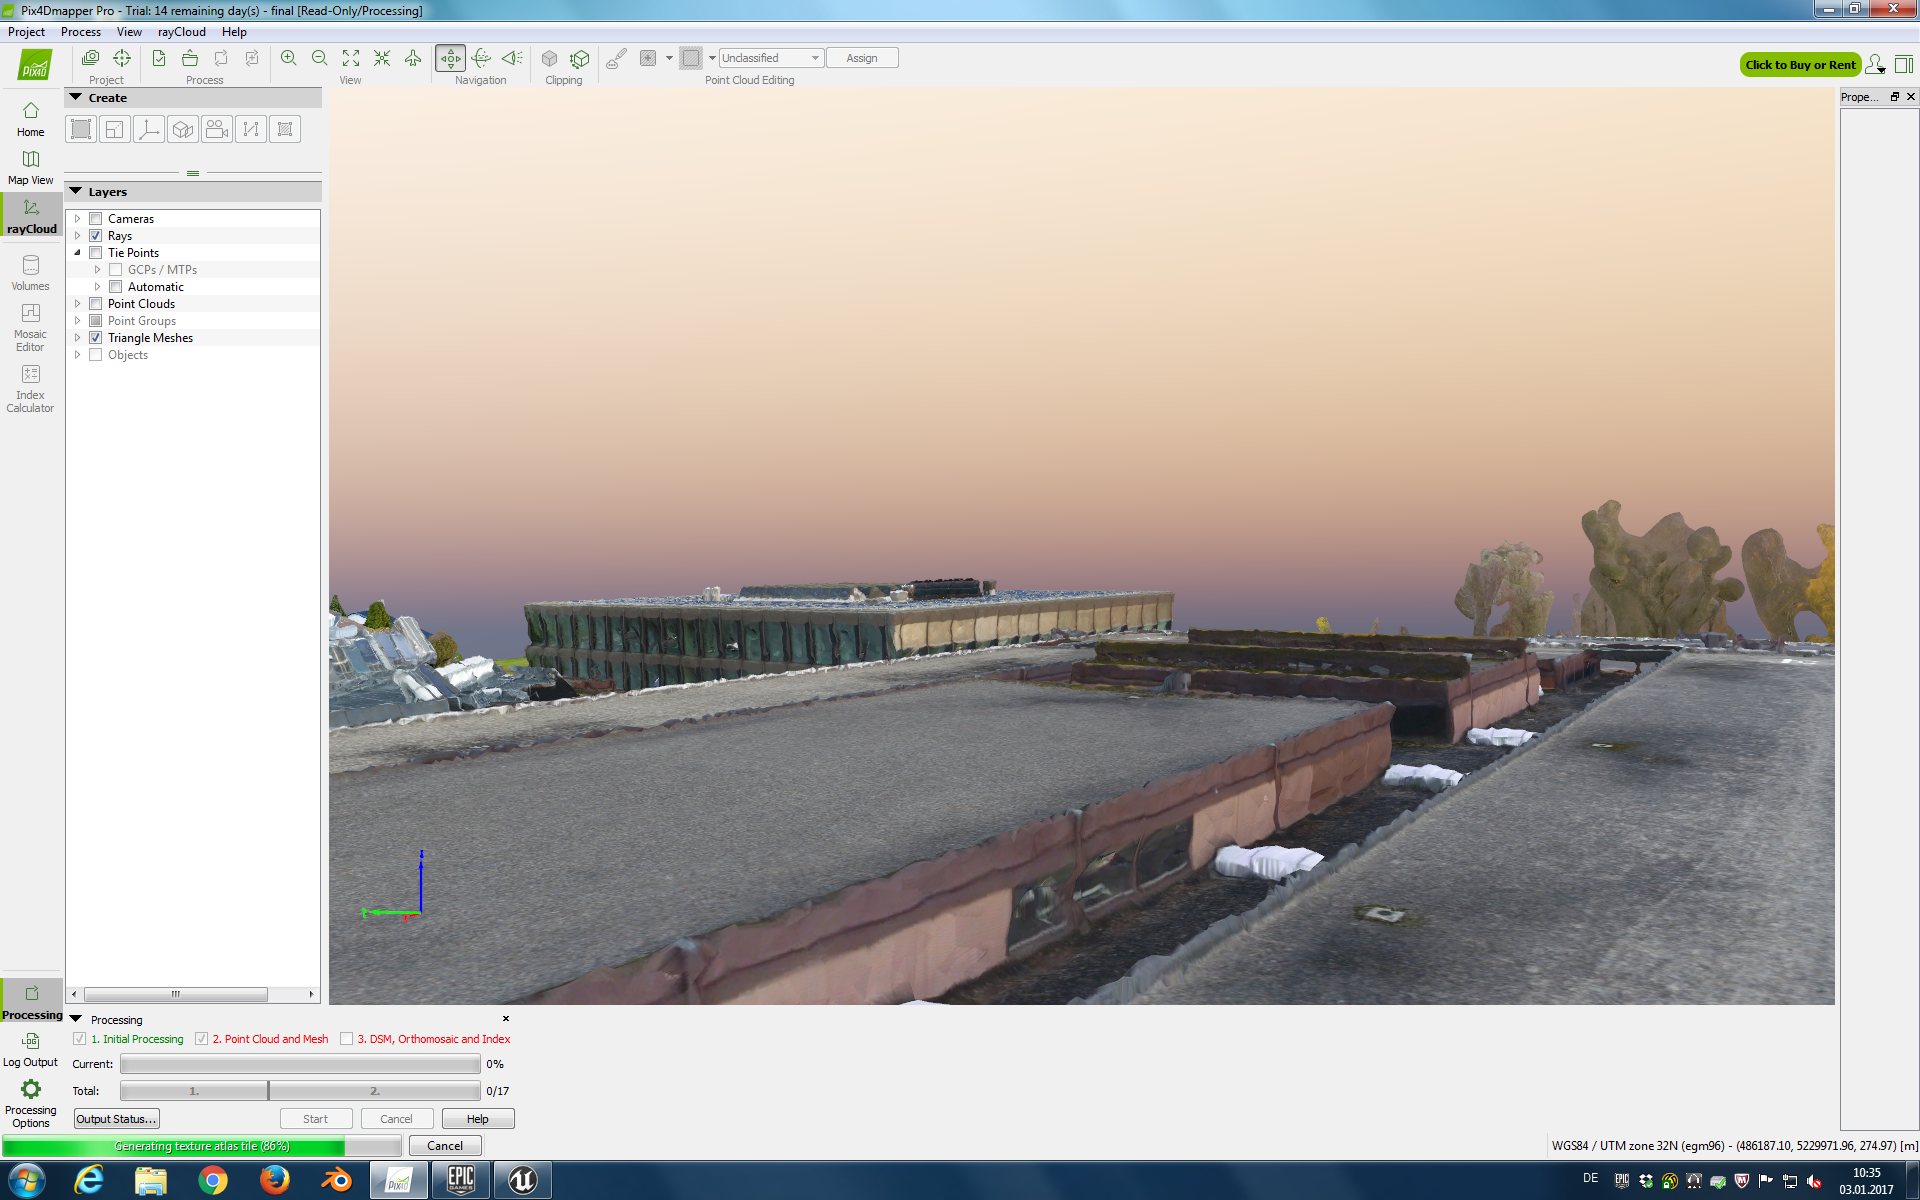 Pix4Dmapper Pro - Trial: 14 remaining day(s) - final [Read-Only/Processing]
Project Process View rayCloud Help
PIX4D
Project Process View Navigation Clipping Point Cloud Editing
Unclassified Assign
Click to Buy or Rent
Create
Prope...
Home
Map View
Layers
rayCloud
Cameras
Rays
Tie Points
GCPs / MTPs
Automatic
Point Clouds
Point Groups
Triangle Meshes
Objects
Volumes
Mosaic
Editor
Index
Calculator
Processing
Processing
1. Initial Processing 2. Point Cloud and Mesh 3. DSM, Orthomosaic and Index
LOG
Log Output
Current: 0%
Total: 1. 2. 0/17
Processing
Options
Output Status... Start Cancel Help
Generating texture atlas tile (86%) Cancel
WGS84 / UTM zone 32N (egm96) - (486187.10, 5229971.96, 274.97) [m]
PIX4D
EPIC
GAMES
DE
10:35
03.01.2017